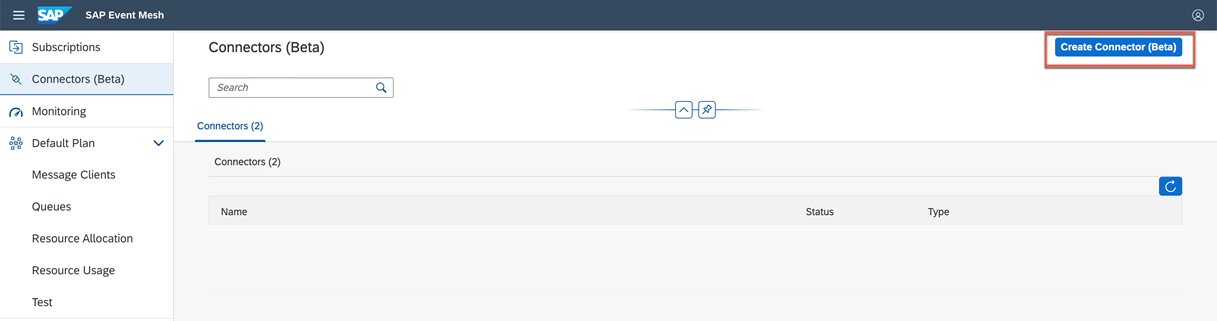 SAP SAP Event Mesh
Subscriptions
Connectors (Beta)
Monitoring
Default Plan
Message Clients
Queues
Resource Allocation
Resource Usage
Test
Connectors (Beta)
Create Connector (Beta)
Search
Connectors (2)
Connectors (2)
Name Status Type